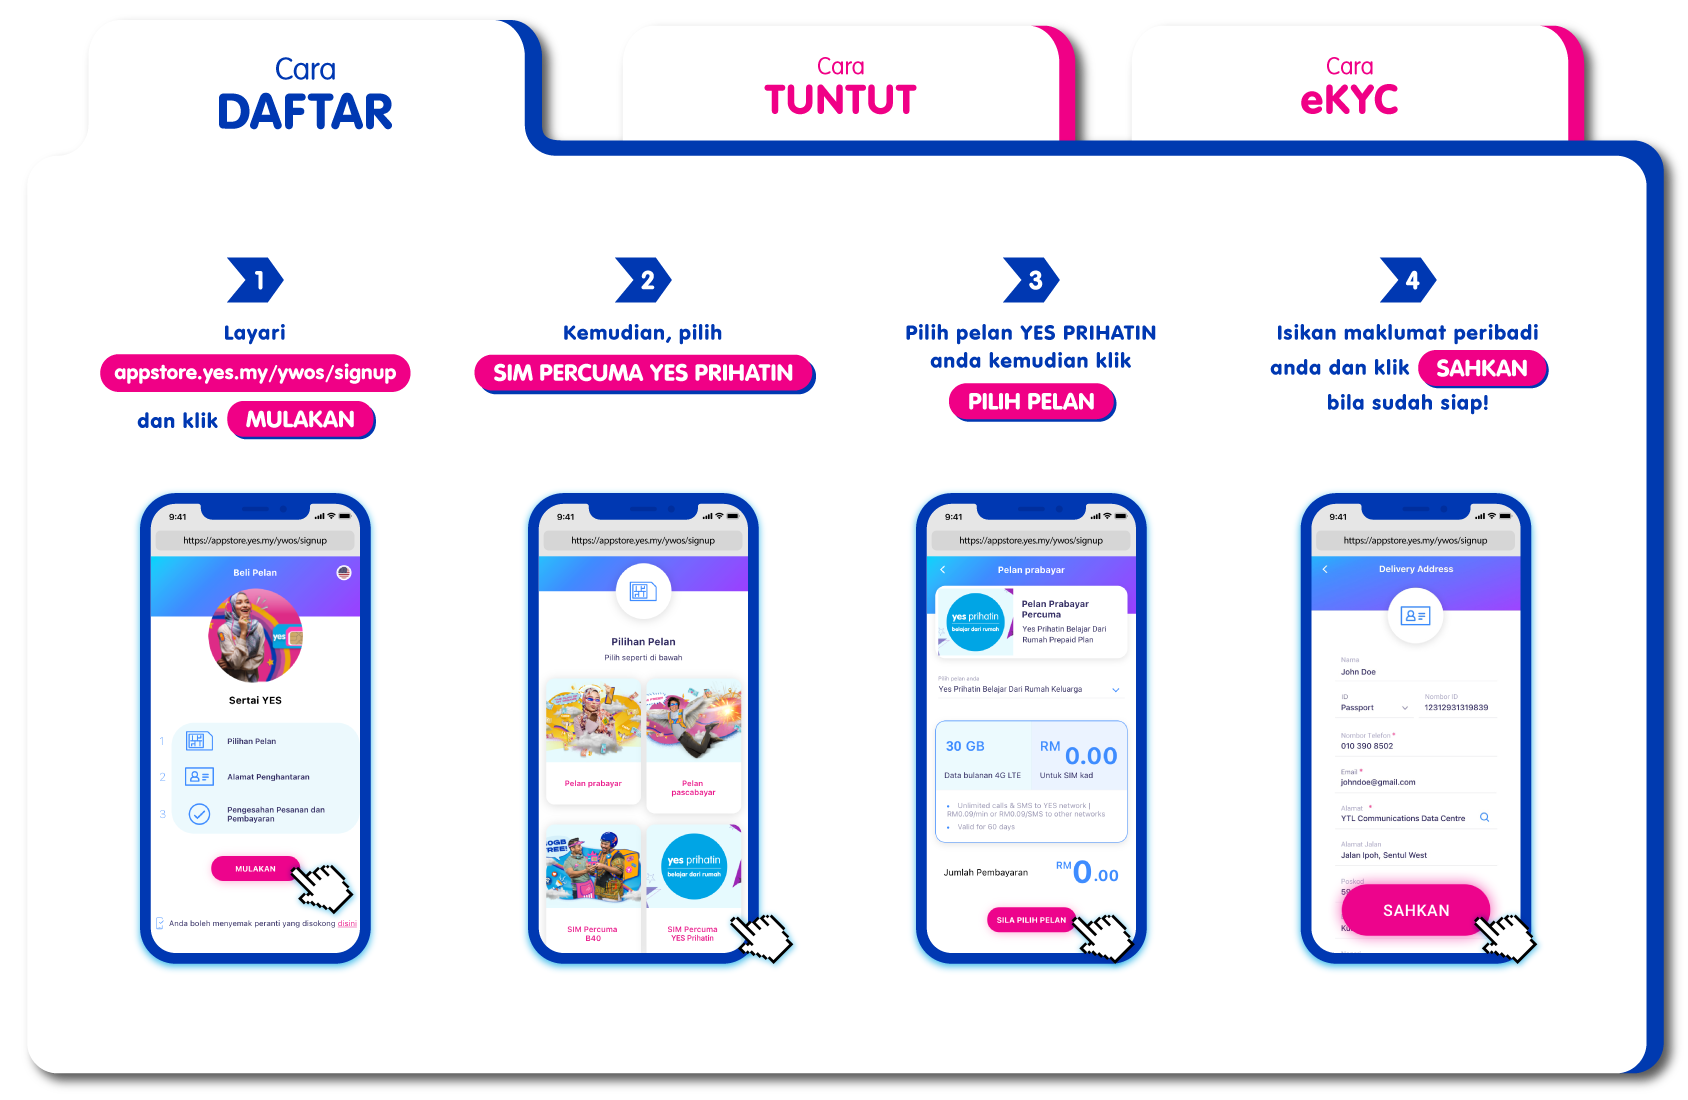 Cara
DAFTAR
Cara
TUNTUT
Cara
eKYC
1
Layari
appstore.yes.my/ywos/signup
dan klik MULAKAN
2
Kemudian, pilih
SIM PERCUMA YES PRIHATIN
3
Pilih pelan YES PRIHATIN
anda kemudian klik
PILIH PELAN
4
Isikan maklumat peribadi
anda dan klik SAHKAN
bila sudah siap!
9:41
https://appstore.yes.my/ywos/signup
Beli Pelan
yes
Sertai YES
1 Pilihan Pelan
2 Alamat Penghantaran
3 Pengesahan Pesanan dan
Pembayaran
MULAKAN
Anda boleh menyemak peranti yang disokong disini
9:41
https://appstore.yes.my/ywos/signup
Pilihan Pelan
Pilih seperti di bawah
Pelan prabayar
Pelan
pascabayar
yes prihatin
belajar dari rumah
SIM Percuma
B40
SIM Percuma
YES Prihatin
9:41
https://appstore.yes.my/ywos/signup
Pelan prabayar
yes prihatin
belajar dari rumah
Pelan Prabayar
Percuma
Yes Prihatin Belajar Dari
Rumah Prepaid Plan
Pilih pelan anda
Yes Prihatin Belajar Dari Rumah Keluarga
30 GB
Data bulanan 4G LTE
RM 0.00
Untuk SIM kad
• Unlimited calls & SMS to YES network |
RM0.09/min or RM0.09/SMS to other networks
• Valid for 60 days
Jumlah Pembayaran RM 0.00
SILA PILIH PELAN
9:41
https://appstore.yes.my/ywos/signup
Delivery Address
Name
John Doe
ID
Passport
Nombor ID
12312931319839
Nombor Telefon *
010 390 8502
Email *
johndoe@gmail.com
Alamat *
YTL Communications Data Centre
Alamat Jalan
Jalan Ipoh, Sentul West
Poskod
SAHKAN